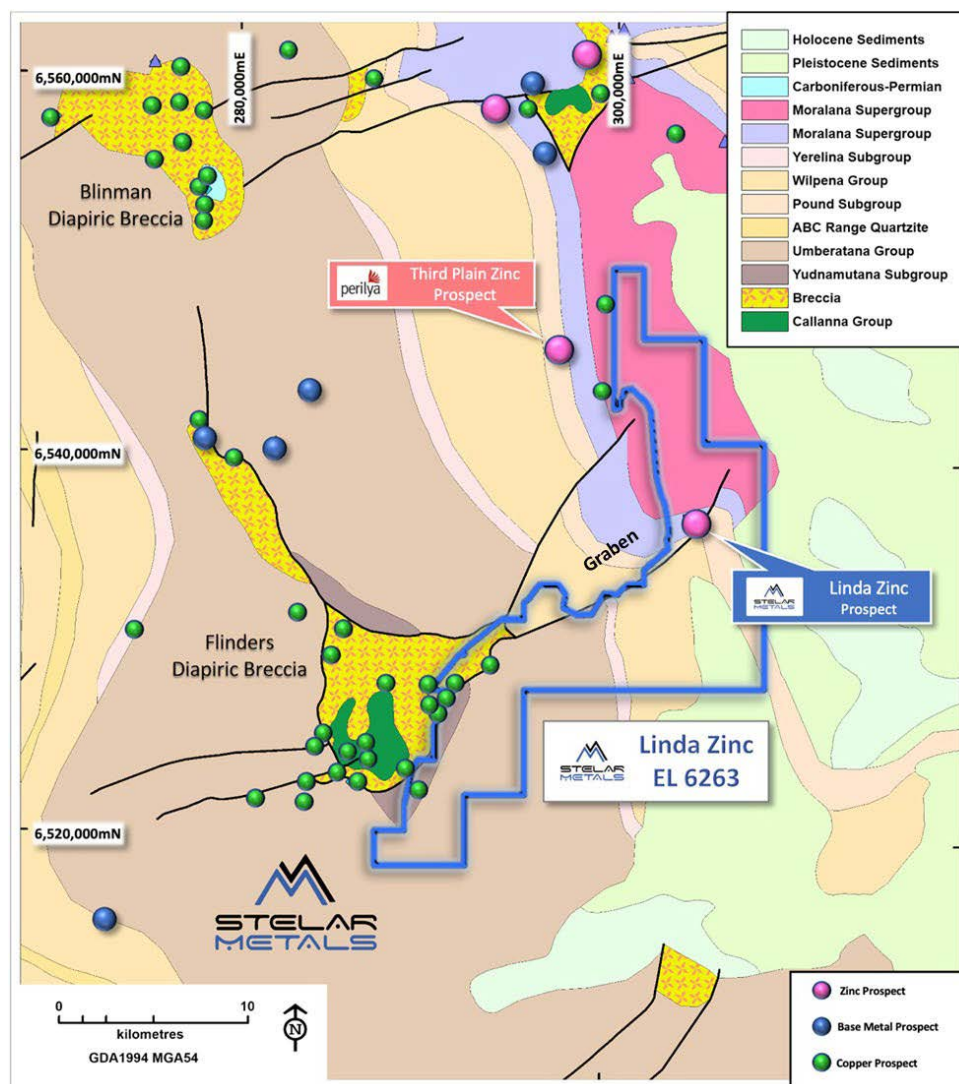 6,560,000mN
280,000mE
300,000mE
Holocene Sediments
Pleistocene Sediments
Carboniferous-Permian
Moralana Supergroup
Moralana Supergroup
Yerelina Subgroup
Wilpena Group
Pound Subgroup
ABC Range Quartzite
Umberatana Group
Yudnamutana Subgroup
Breccia
Callanna Group
Blinman
Diapiric Breccia
perilya
Third Plain Zinc
Prospect
6,540,000mN
Graben
STELAR
METALS
Linda Zinc
Prospect
Flinders
Diapiric Breccia
STELAR
METALS
Linda Zinc
EL 6263
6,520,000mN
STELAR
METALS
0
10
kilometres
GDA1994 MGA54
N
Zinc Prospect
Base Metal Prospect
Copper Prospect